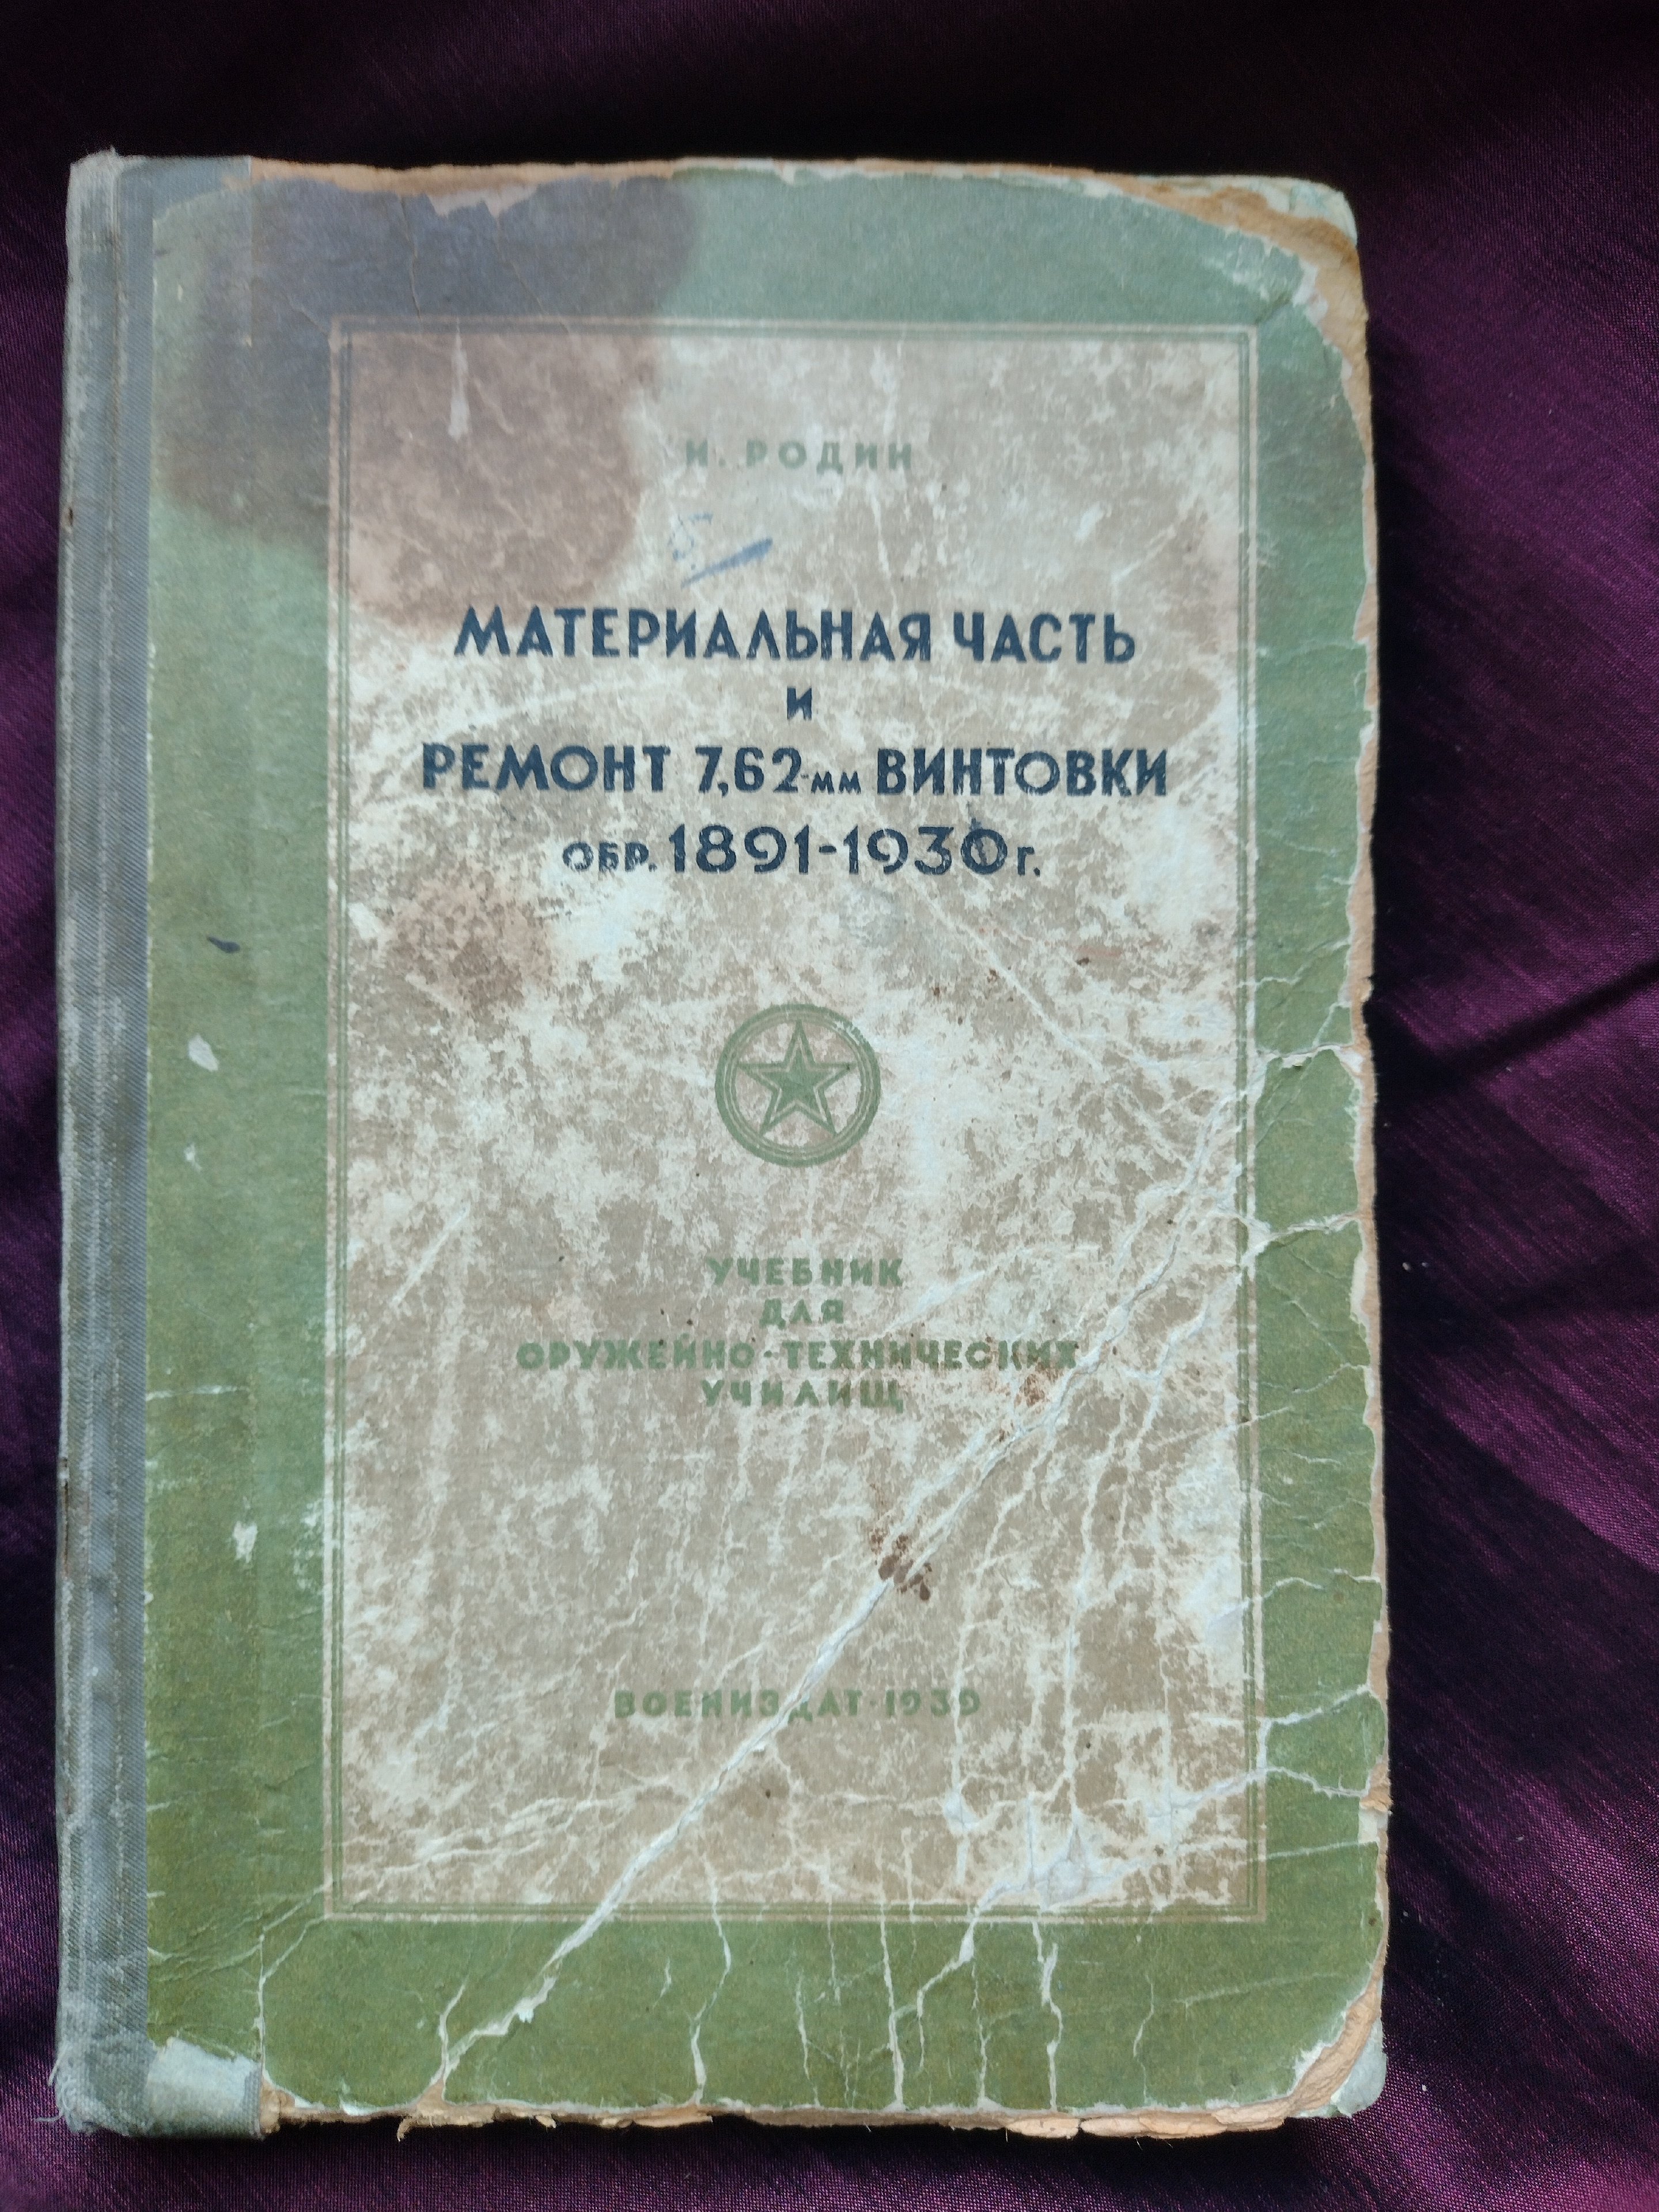 И. РОДИН
МАТЕРИАЛЬНАЯ ЧАСТЬ
И
РЕМОНТ 7,62-мм ВИНТОВКИ
ОБР. 1891-1930 г.
УЧЕБНИК
ДЛЯ
ОРУЖЕЙНО-ТЕХНИЧЕСКИХ
УЧИЛИЩ
ВОЕНИЗДАТ·1939